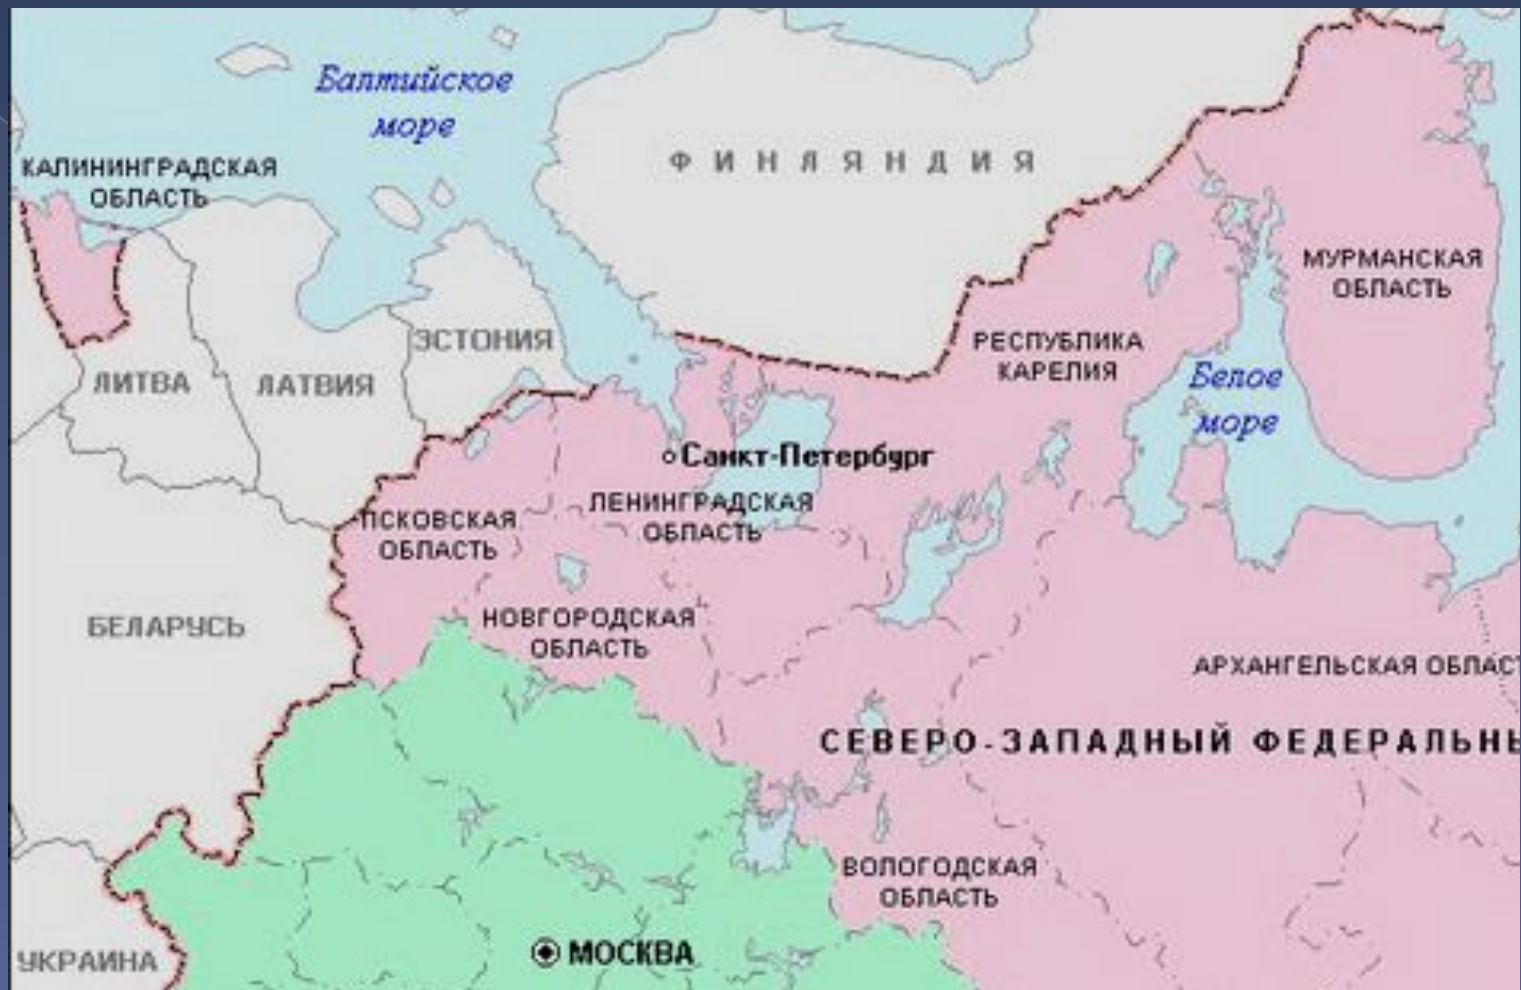 Балтийское
море
КАЛИНИНГРАДСКАЯ
ОБЛАСТЬ
ФИНЛЯНДИЯ
МУРМАНСКАЯ
ОБЛАСТЬ
ЭСТОНИЯ
РЕСПУБЛИКА
КАРЕЛИЯ
ЛИТВА
ЛАТВИЯ
Белое
море
Санкт-Петербург
ЛЕНИНГРАДСКАЯ
ОБЛАСТЬ
ПСКОВСКАЯ
ОБЛАСТЬ
БЕЛАРУСЬ
НОВГОРОДСКАЯ
ОБЛАСТЬ
АРХАНГЕЛЬСКАЯ ОБЛАСТ
СЕВЕРО-ЗАПАДНЫЙ ФЕДЕРАЛЬНЫ
ВОЛОГОДСКАЯ
ОБЛАСТЬ
МОСКВА
УКРАИНА